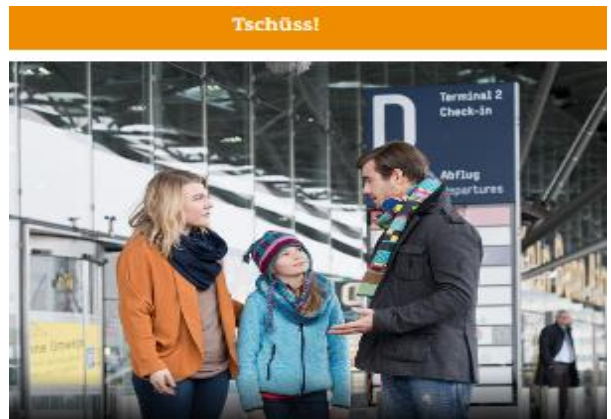 Tschüss!
D
Terminal 2
Check-in
Abflug
Departures